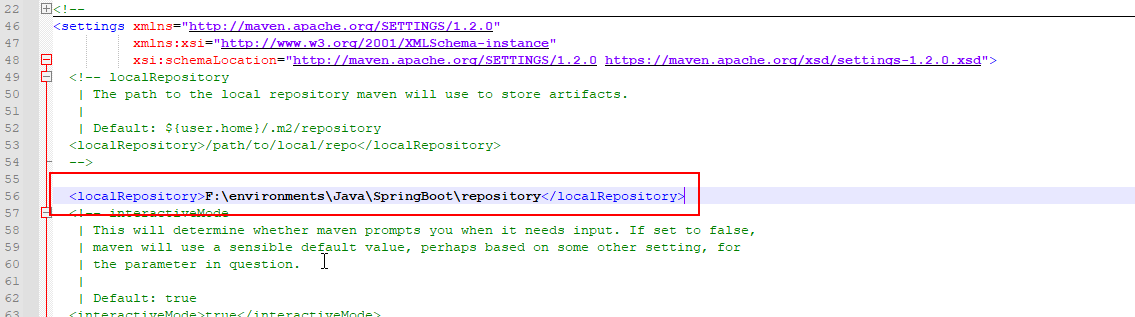 22 <!--
46 <settings xmlns="http://maven.apache.org/SETTINGS/1.2.0"
47 xmlns:xsi="http://www.w3.org/2001/XMLSchema-instance"
48 xsi:schemaLocation="http://maven.apache.org/SETTINGS/1.2.0 https://maven.apache.org/xsd/settings-1.2.0.xsd">
49 <!-- localRepository
50 | The path to the local repository maven will use to store artifacts.
51 |
52 | Default: ${user.home}/.m2/repository
53 <localRepository>/path/to/local/repo</localRepository>
54 -->
55
56 <localRepository>F:\environments\Java\SpringBoot\repository</localRepository>
57 <!-- interactiveMode
58 | This will determine whether maven prompts you when it needs input. If set to false,
59 | maven will use a sensible default value, perhaps based on some other setting, for
60 | the parameter in question.
61 |
62 | Default: true
63 <interactiveMode>true</interactiveMode>